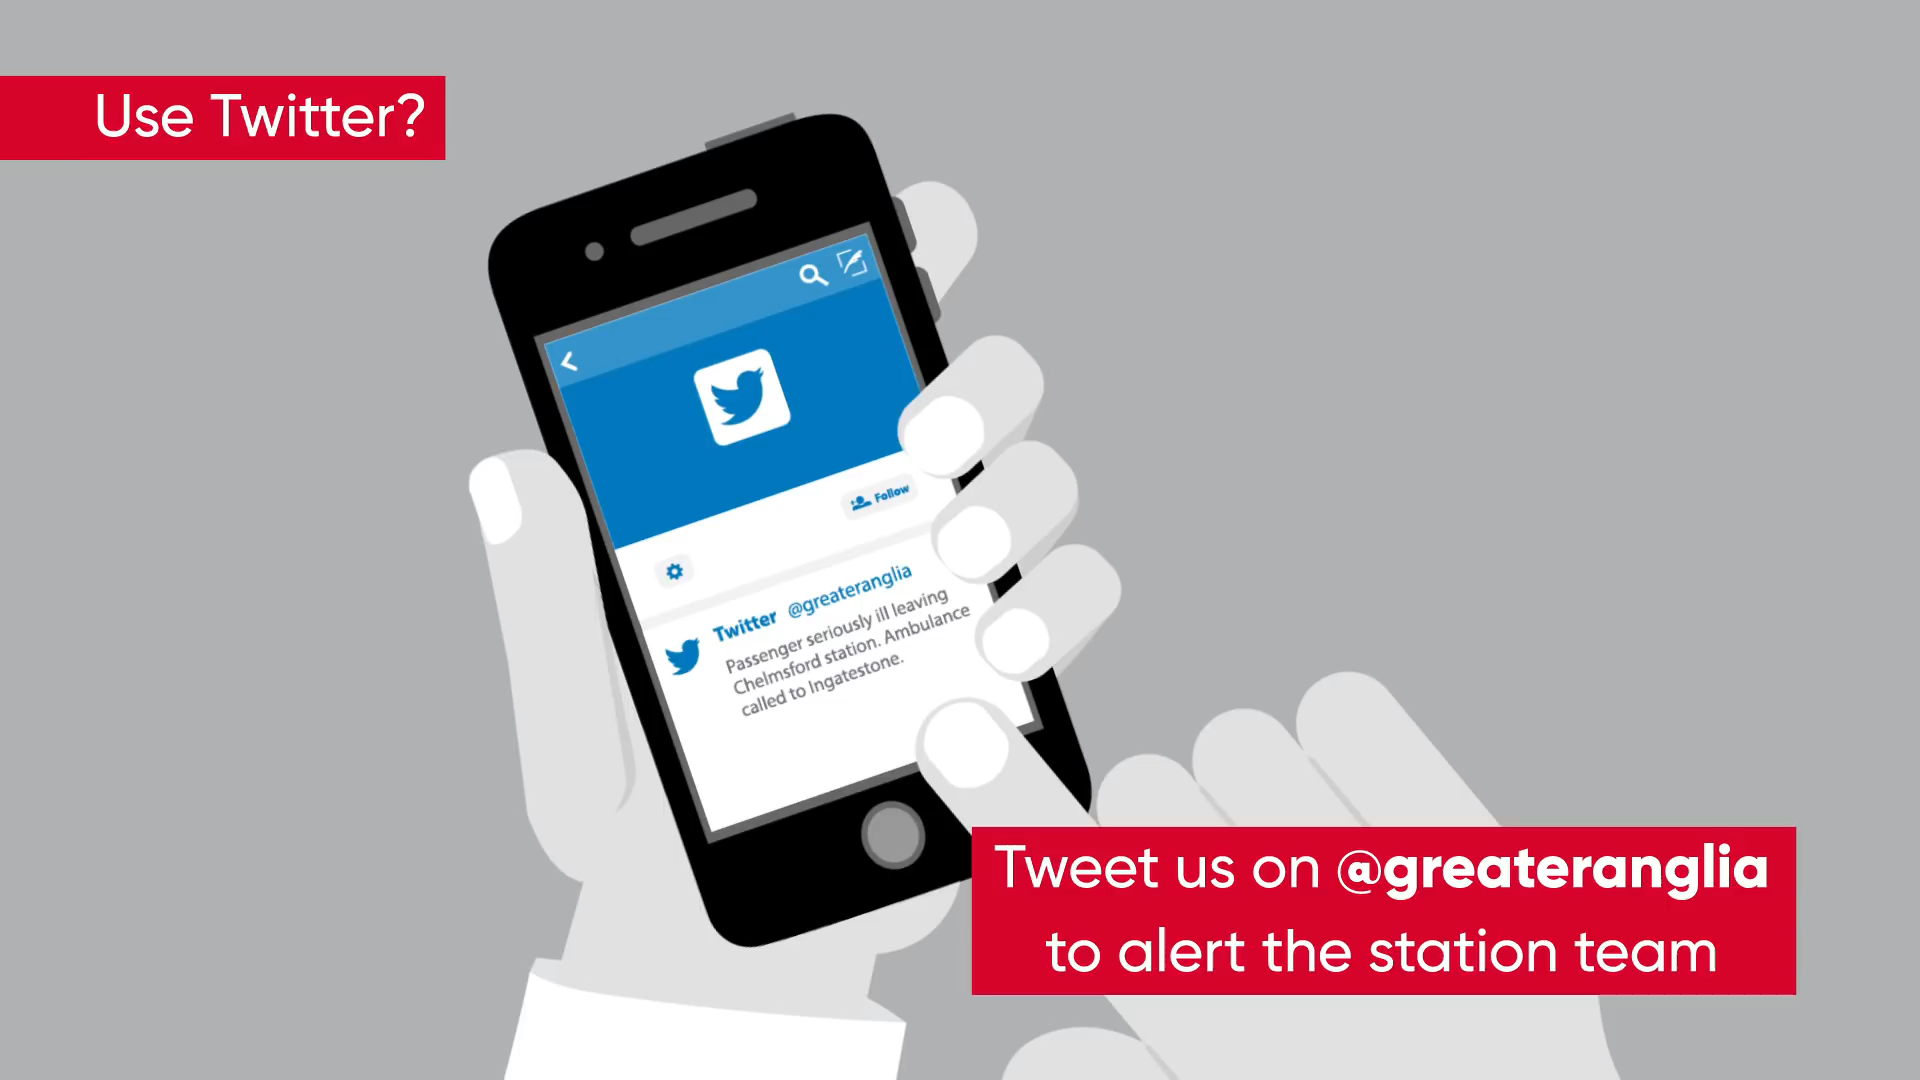 Use Twitter?
Follow
Twitter @greateranglia
Passenger seriously ill leaving
Chelmsford station. Ambulance
called to Ingatestone.
Tweet us on @greateranglia
to alert the station team